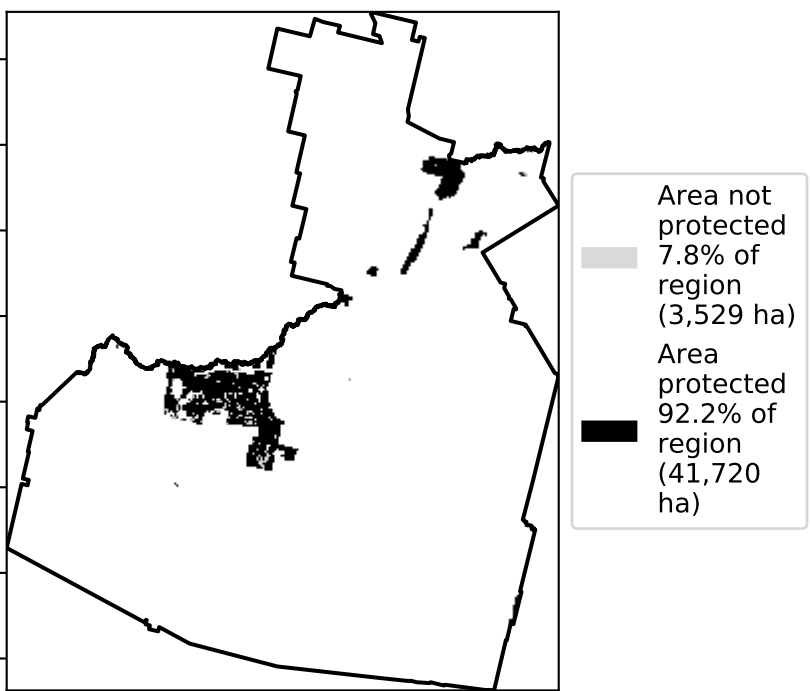 Area not
protected
7.8% of
region
(3,529 ha)
Area
protected
92.2% of
region
(41,720
ha)